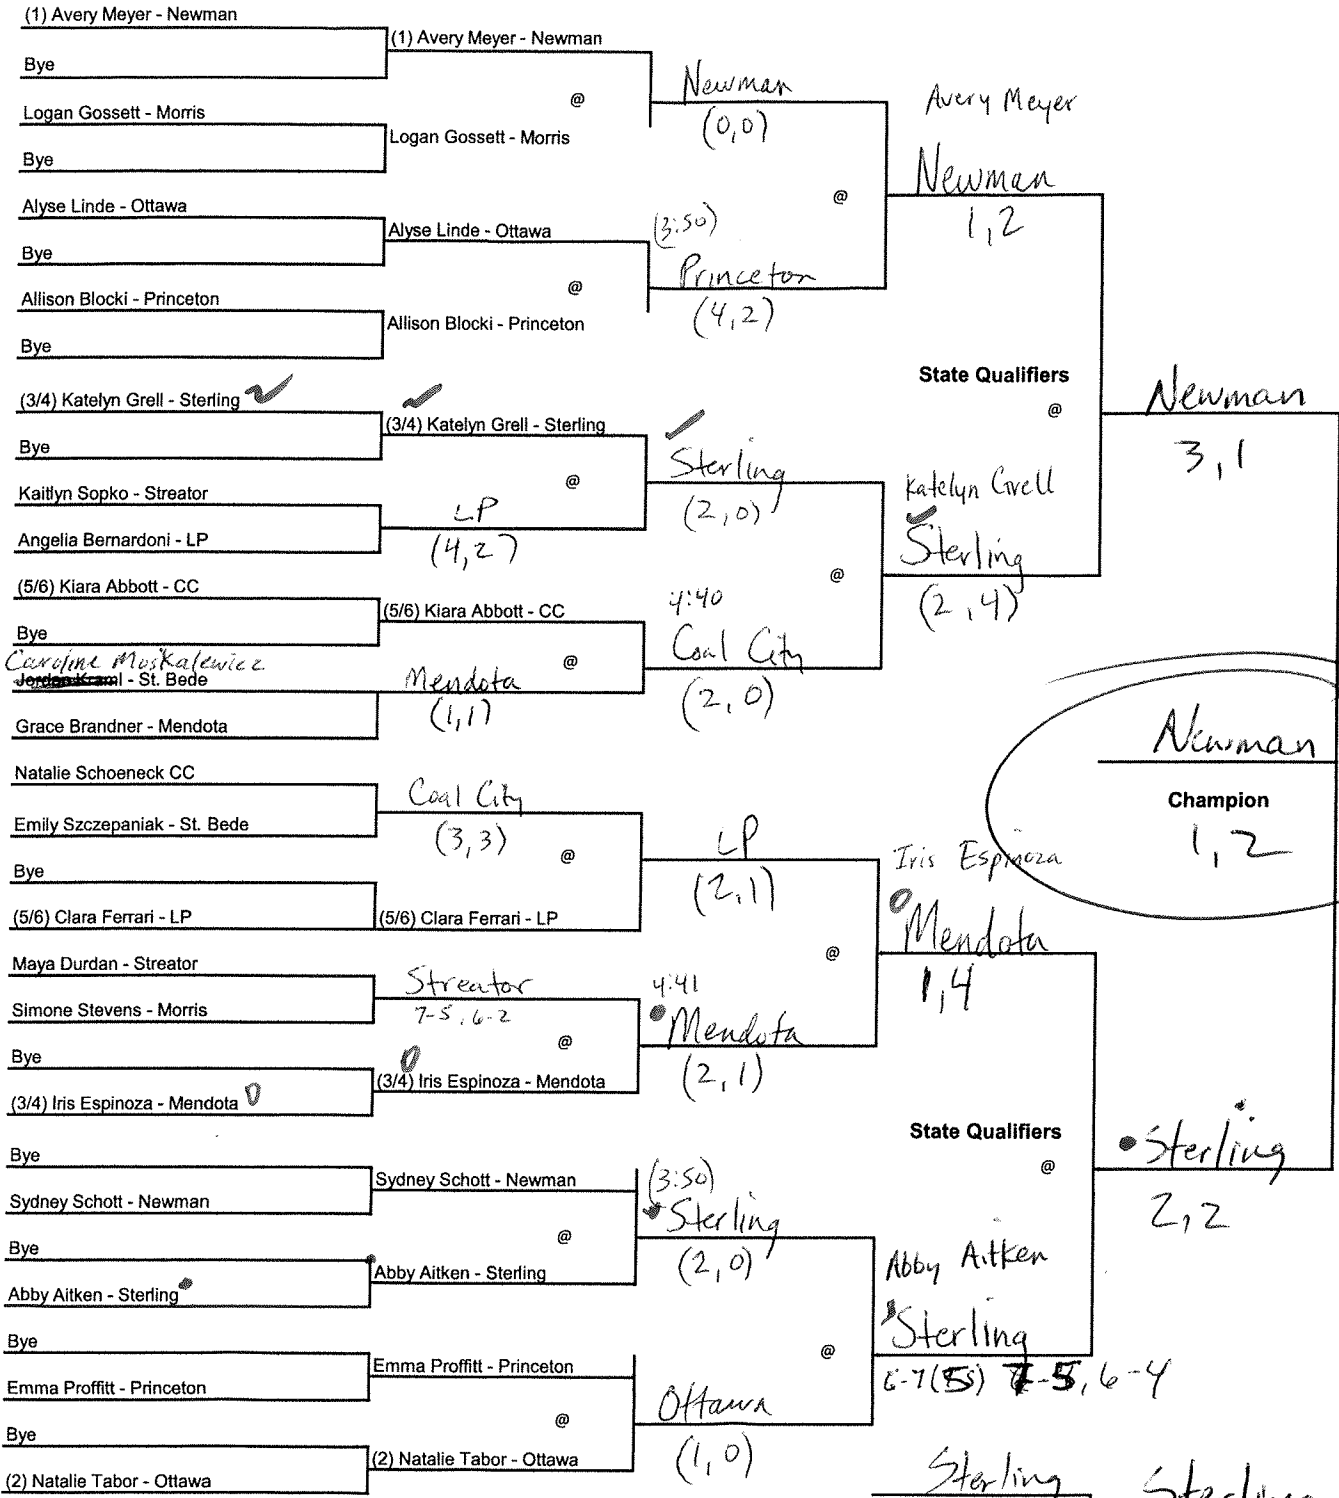 (1) Avery Meyer - Newman
Bye
Logan Gossett - Morris
Bye
Alyse Linde - Ottawa
Bye
Allison Blocki - Princeton
Bye
(3/4) Katelyn Grell - Sterling
Bye
Kaitlyn Sopko - Streator
Angelia Bernardoni - LP
(5/6) Kiara Abbott - CC
Bye
Caroline Moskalewicz
Jordan Kraml - St. Bede
Grace Brandner - Mendota
Natalie Schoeneck CC
Emily Szczepaniak - St. Bede
Bye
(5/6) Clara Ferrari - LP
Maya Durdan - Streator
Simone Stevens - Morris
Bye
(3/4) Iris Espinoza - Mendota
Bye
Sydney Schott - Newman
Bye
Abby Aitken - Sterling
Bye
Emma Proffitt - Princeton
Bye
(2) Natalie Tabor - Ottawa
(1) Avery Meyer - Newman
@
Logan Gossett - Morris
Alyse Linde - Ottawa
@
Allison Blocki - Princeton
(3/4) Katelyn Grell - Sterling
@
LP
(4,2)
(5/6) Kiara Abbott - CC
@
Mendota
(1,1)
Coal City
(3,3)
@
(5/6) Clara Ferrari - LP
Streator
7-5, 6-2
@
(3/4) Iris Espinoza - Mendota
Sydney Schott - Newman
@
Abby Aitken - Sterling
Emma Proffitt - Princeton
@
(2) Natalie Tabor - Ottawa
Newman
(0,0)
@
(3:50)
Princeton
(4,2)
Sterling
(2,0)
@
4:40
Coal City
(2,0)
LP
(2,1)
@
4:41
Mendota
(2,1)
(3:50)
Sterling
(2,0)
@
Ottawa
(1,0)
Avery Meyer
Newman
1,2
State Qualifiers
@
Katelyn Grell
Sterling
(2,4)
Iris Espinoza
Mendota
1,4
State Qualifiers
@
Abby Aitken
Sterling
6-7(5) 7-5, 6-4
Newman
3,1
Newman
Champion
1,2
Sterling
2,2
Sterling
Sterling